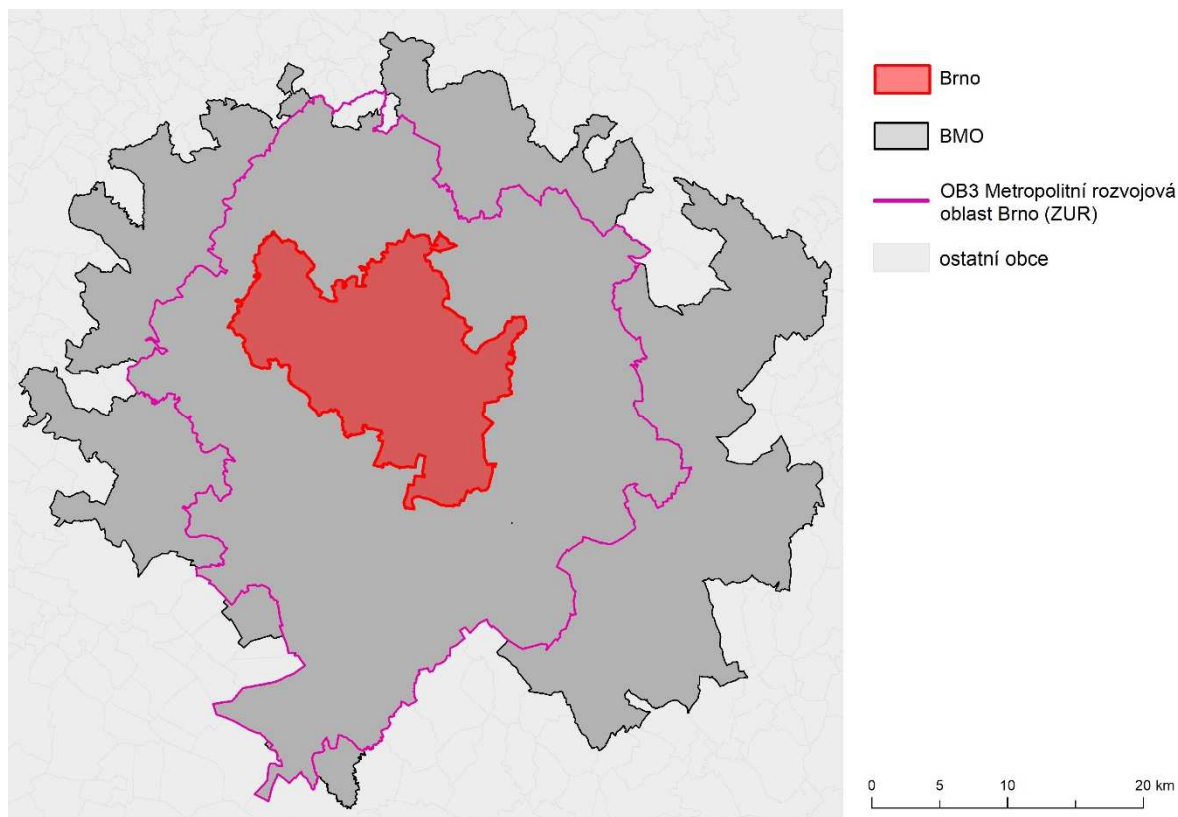 Brno
BMO
OB3 Metropolitní rozvojová
oblast Brno (ZUR)
ostatní obce
0 5 10 20 km